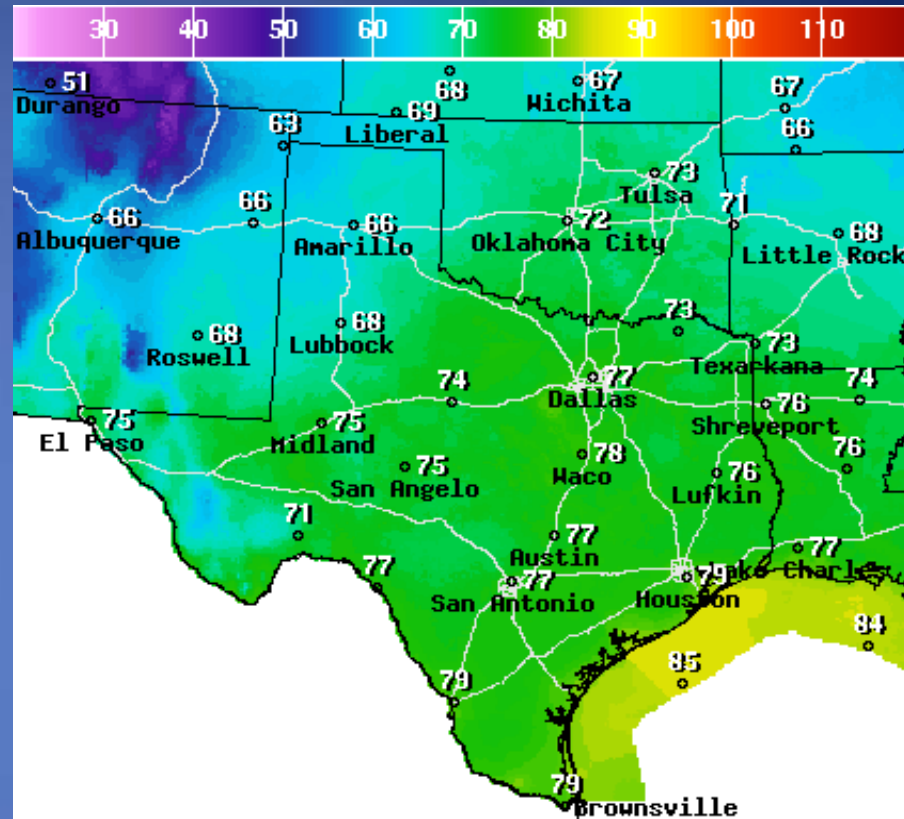 30 40 50 60 70 80 90 100 110
51
Durango
68
67
Wichita
69
Liberal
67
63
66
73
Tulsa
66
Albuquerque
66
66
Amarillo
72
Oklahoma City
71
68
Little Rock
68
Roswell
68
Lubbock
73
73
Texarkana
77
Dallas
74
75
El Paso
75
Midland
76
Shreveport
74
75
San Angelo
78
Waco
76
Lufkin
76
71
77
Austin
77
Lake Charles
77
77
San Antonio
79
Houston
84
85
79
79
Brownsville